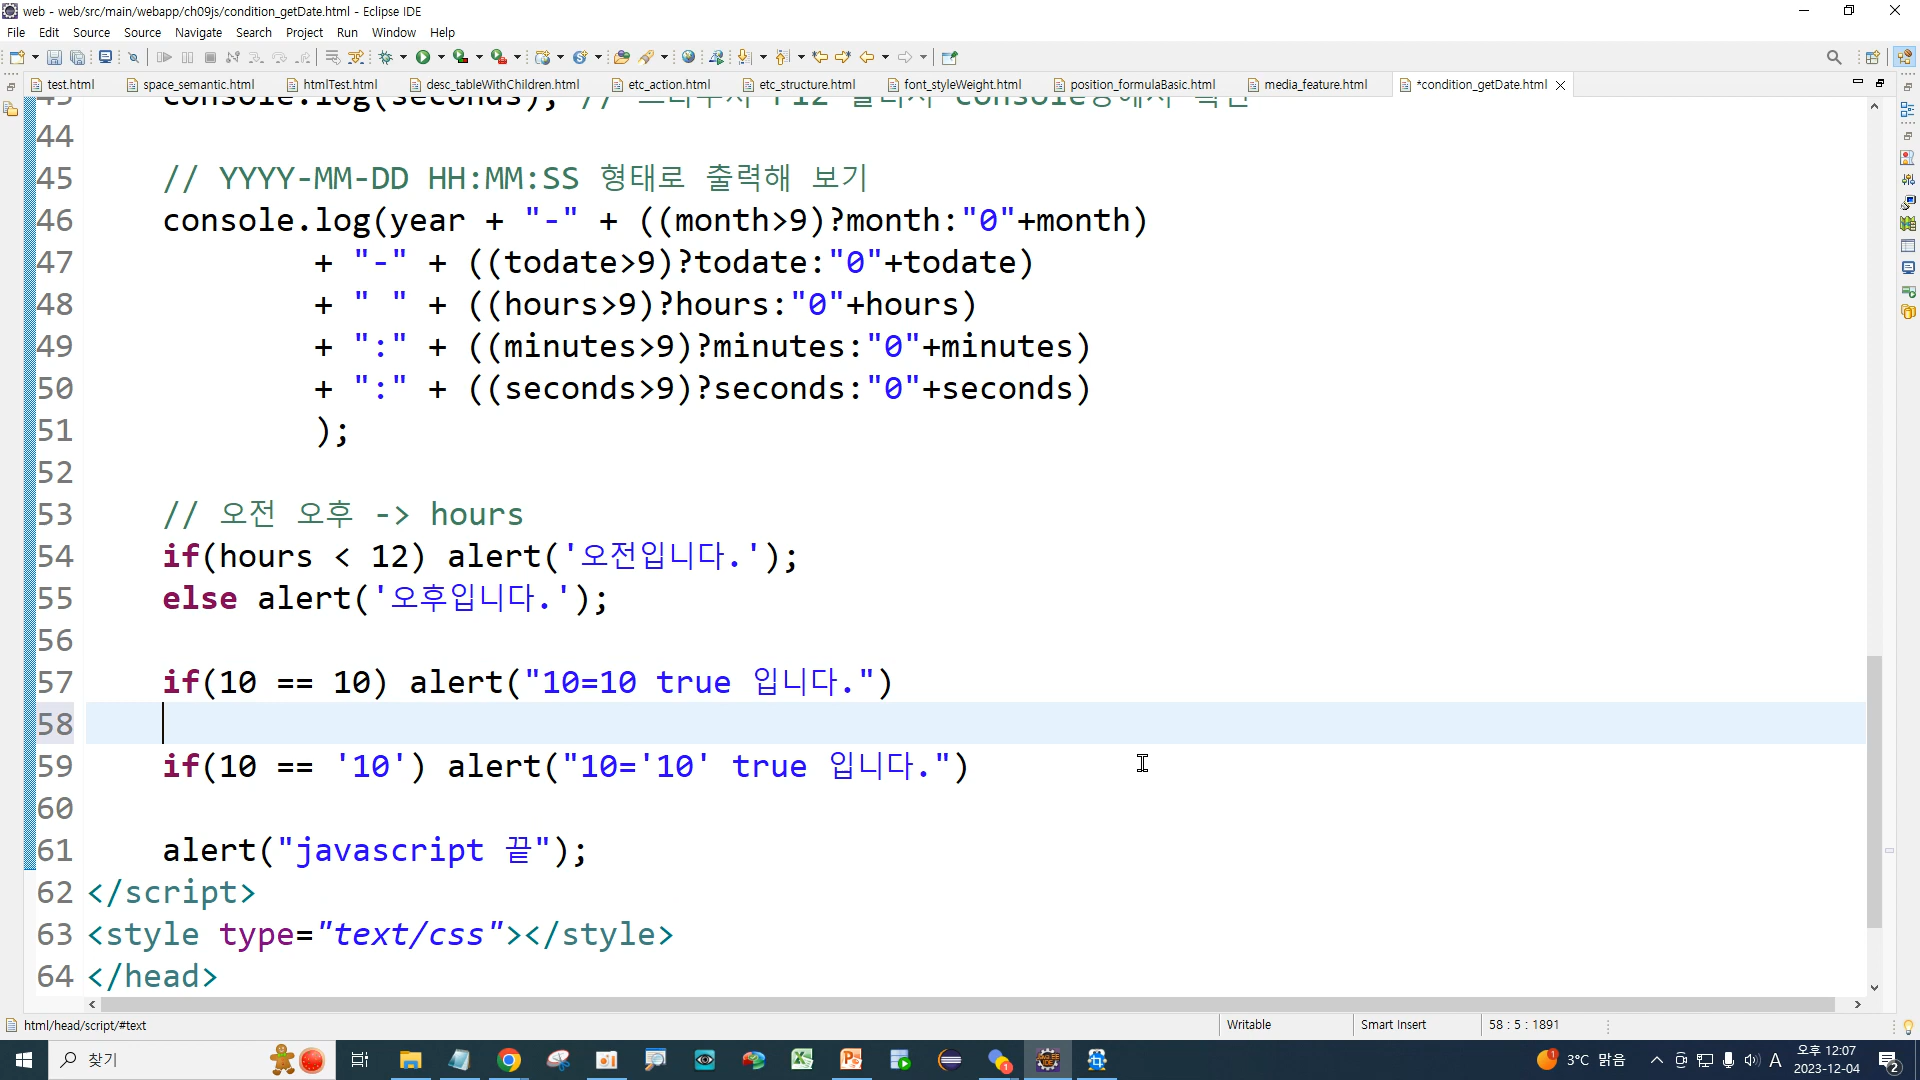 web - web/src/main/webapp/ch09js/condition_getDate.html - Eclipse IDE
File Edit Source Source Navigate Search Project Run Window Help
test.html space_semantic.html htmlTest.html desc_tableWithChildren.html etc_action.html etc_structure.html font_styleWeight.html position_formulaBasic.html media_feature.html *condition_getDate.html
console.log(seconds); // F12 console
44
45 // YYYY-MM-DD HH:MM:SS 형태로 출력해 보기
46 console.log(year + "-" + ((month>9)?month:"0"+month)
47 + "-" + ((todate>9)?todate:"0"+todate)
48 + " " + ((hours>9)?hours:"0"+hours)
49 + ":" + ((minutes>9)?minutes:"0"+minutes)
50 + ":" + ((seconds>9)?seconds:"0"+seconds)
51 );
52
53 // 오전 오후 -> hours
54 if(hours < 12) alert('오전입니다.');
55 else alert('오후입니다.');
56
57 if(10 == 10) alert("10=10 true 입니다.")
58
59 if(10 == '10') alert("10='10' true 입니다.")
60
61 alert("javascript 끝");
62 </script>
63 <style type="text/css"></style>
64 </head>
html/head/script/#text Writable Smart Insert 58 : 5 : 1891
찾기 3°C 맑음 A 오후 12:07
2023-12-04 2